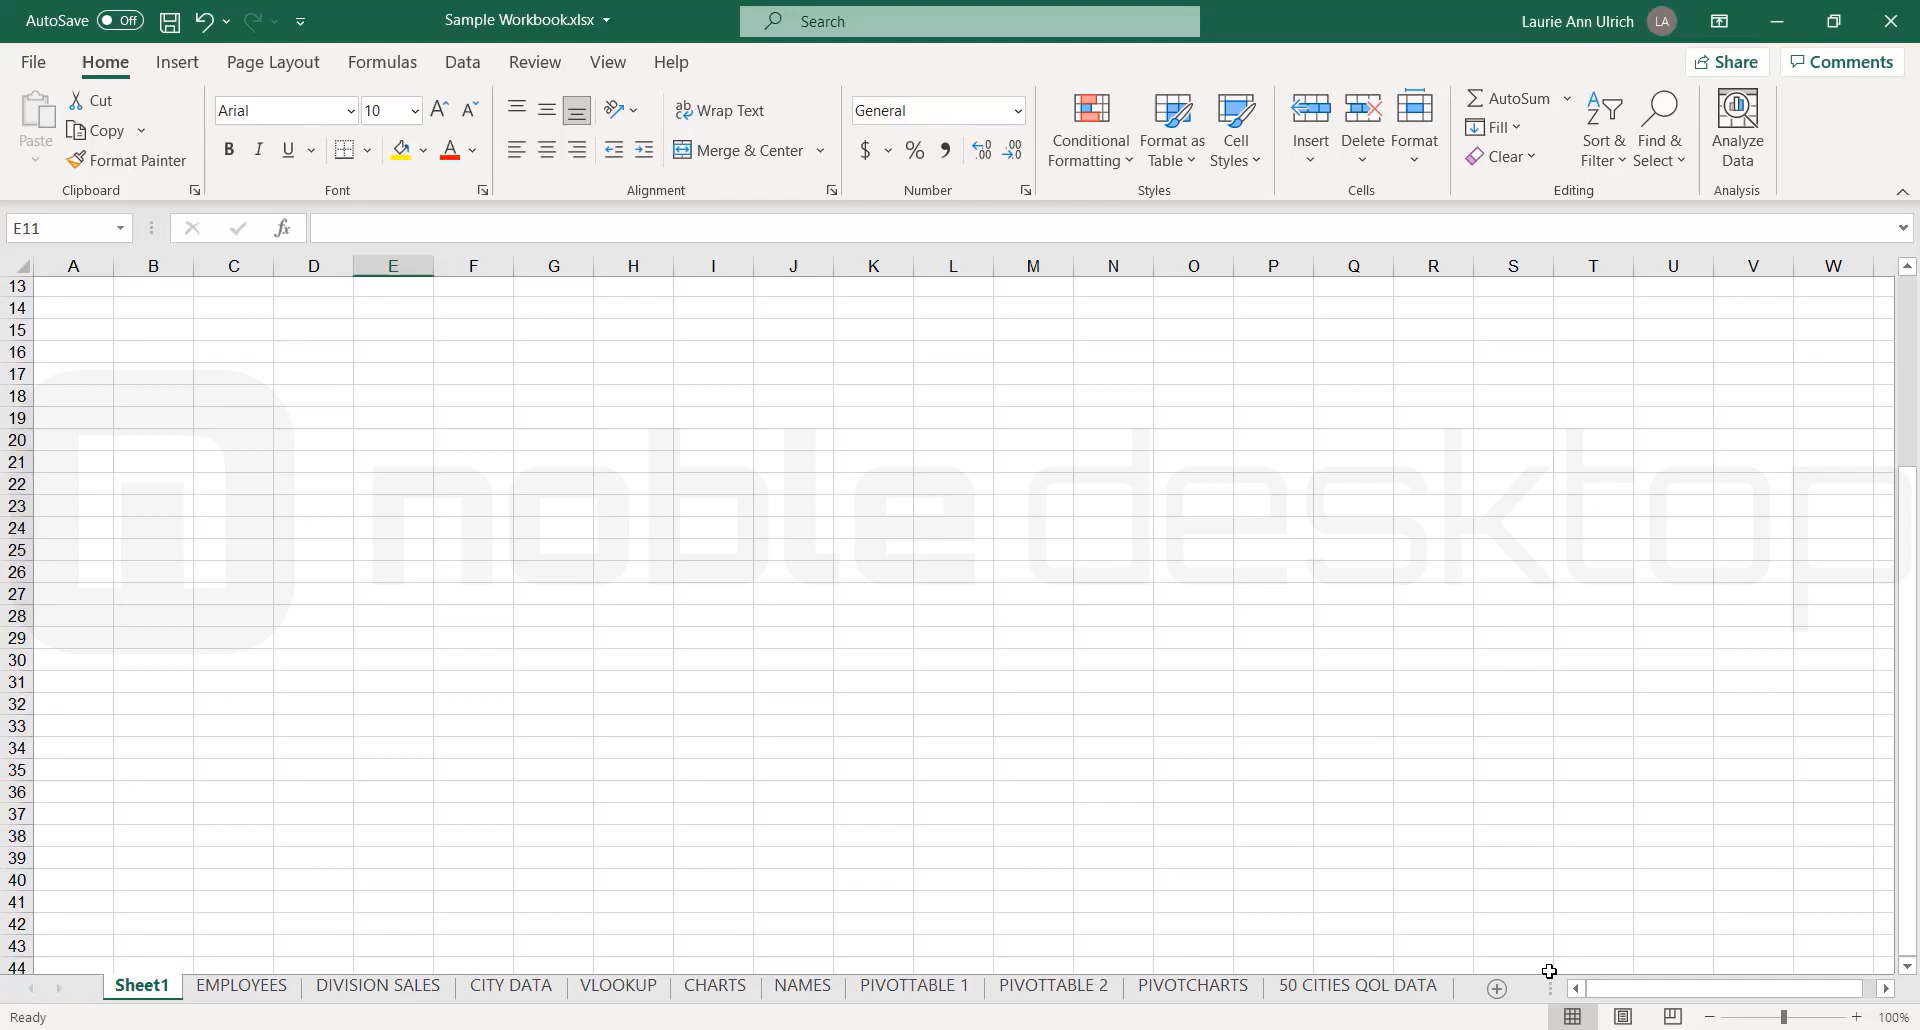 AutoSave Off Sample Workbook.xlsx Search Laurie Ann Ulrich LA
File Home Insert Page Layout Formulas Data Review View Help Share Comments
Paste
Cut
Copy
Format Painter
Clipboard
Arial 10
B I U A
Font
ab Wrap Text
Merge & Center
Alignment
General
$ % 9 .00 .00
Number
Conditional Formatting
Format as Table
Cell Styles
Styles
Insert Delete Format
Cells
AutoSum
Fill
Clear
Sort & Filter
Find & Select
Editing
Analyze Data
Analysis
E11 fx
A B C D E F G H I J K L M N O P Q R S T U V W
13
14
15
16
17
18
19
20
21
22
23
24
25
26
27
28
29
30
31
32
33
34
35
36
37
38
39
40
41
42
43
44
noble desktop
Sheet1 EMPLOYEES DIVISION SALES CITY DATA VLOOKUP CHARTS NAMES PIVOTTABLE 1 PIVOTTABLE 2 PIVOTCHARTS 50 CITIES QOL DATA
Ready 100%